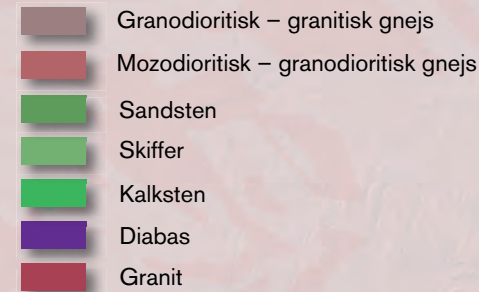 Granodioritisk – granitisk gnejs
Mozodioritisk – granodioritisk gnejs
Sandsten
Skiffer
Kalksten
Diabas
Granit